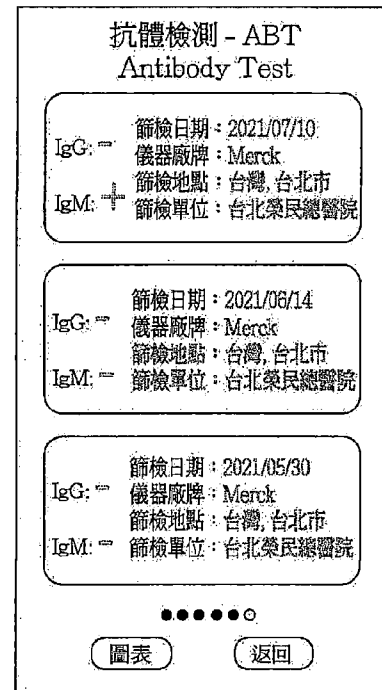 抗體檢測 - ABT
Antibody Test
篩檢日期：2021/07/10
IgG: −
儀器廠牌：Merck
篩檢地點：台灣, 台北市
IgM: +
篩檢單位：台北榮民總醫院
篩檢日期：2021/06/14
IgG: −
儀器廠牌：Merck
篩檢地點：台灣, 台北市
IgM: −
篩檢單位：台北榮民總醫院
篩檢日期：2021/05/30
IgG: −
儀器廠牌：Merck
篩檢地點：台灣, 台北市
IgM: −
篩檢單位：台北榮民總醫院
圖表
返回